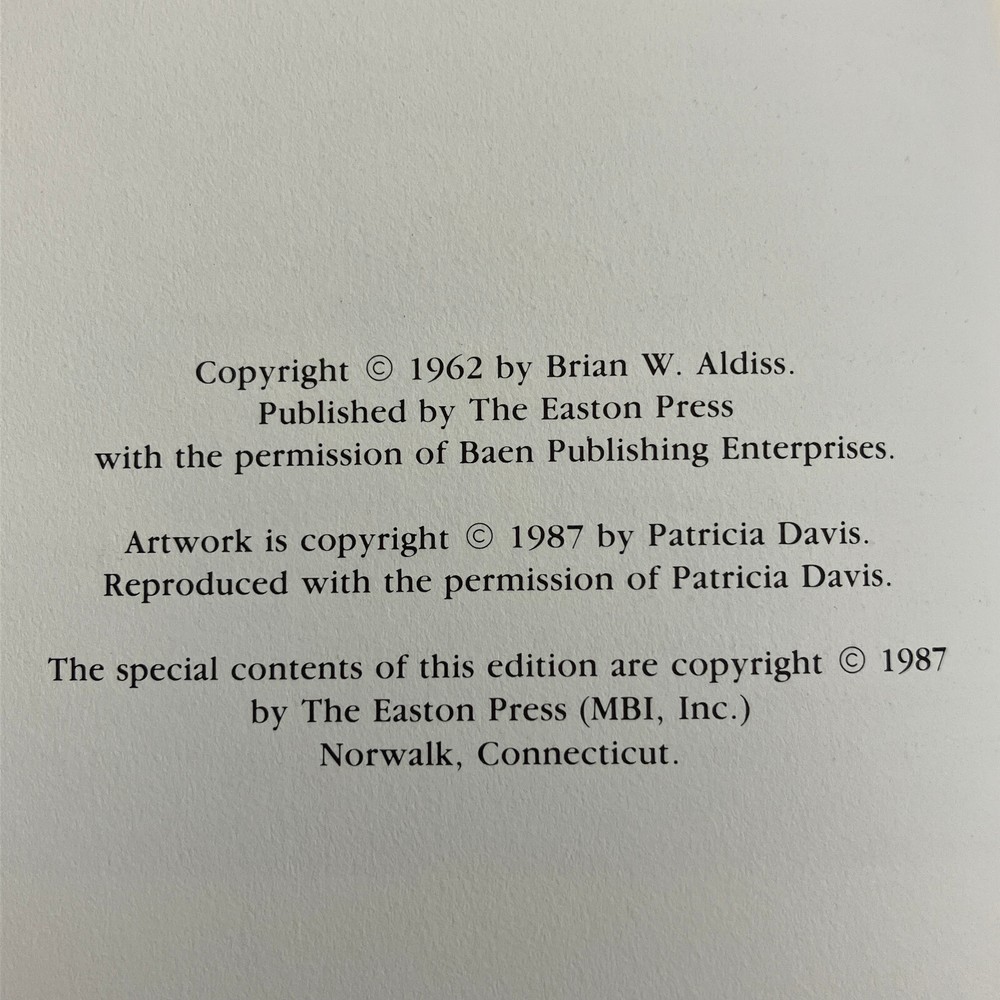 Copyright © 1962 by Brian W. Aldiss.
Published by The Easton Press
with the permission of Baen Publishing Enterprises.
Artwork is copyright © 1987 by Patricia Davis.
Reproduced with the permission of Patricia Davis.
The special contents of this edition are copyright © 1987
by The Easton Press (MBI, Inc.)
Norwalk, Connecticut.